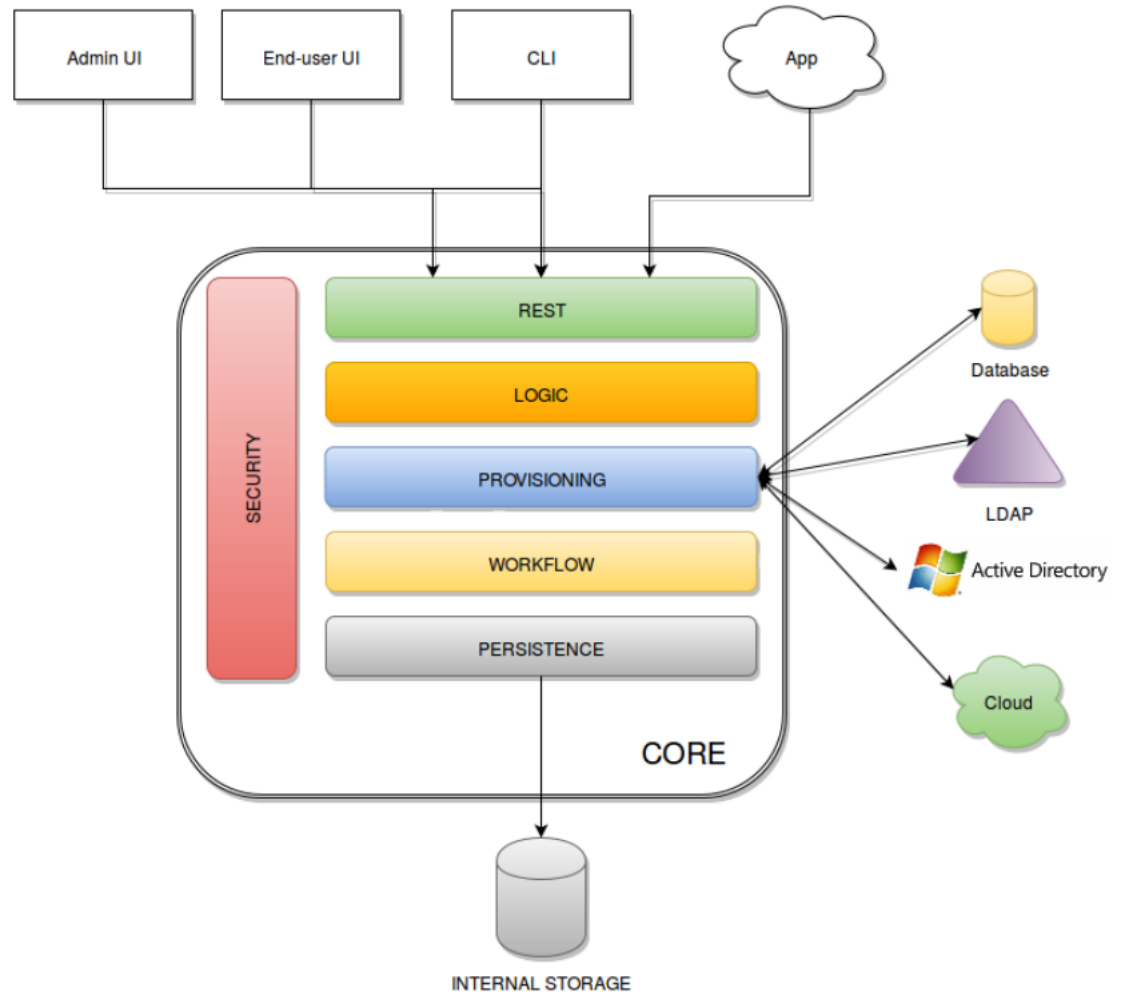 Admin UI
End-user UI
CLI
App
REST
LOGIC
SECURITY
PROVISIONING
WORKFLOW
PERSISTENCE
CORE
Database
LDAP
Active Directory
Cloud
INTERNAL STORAGE